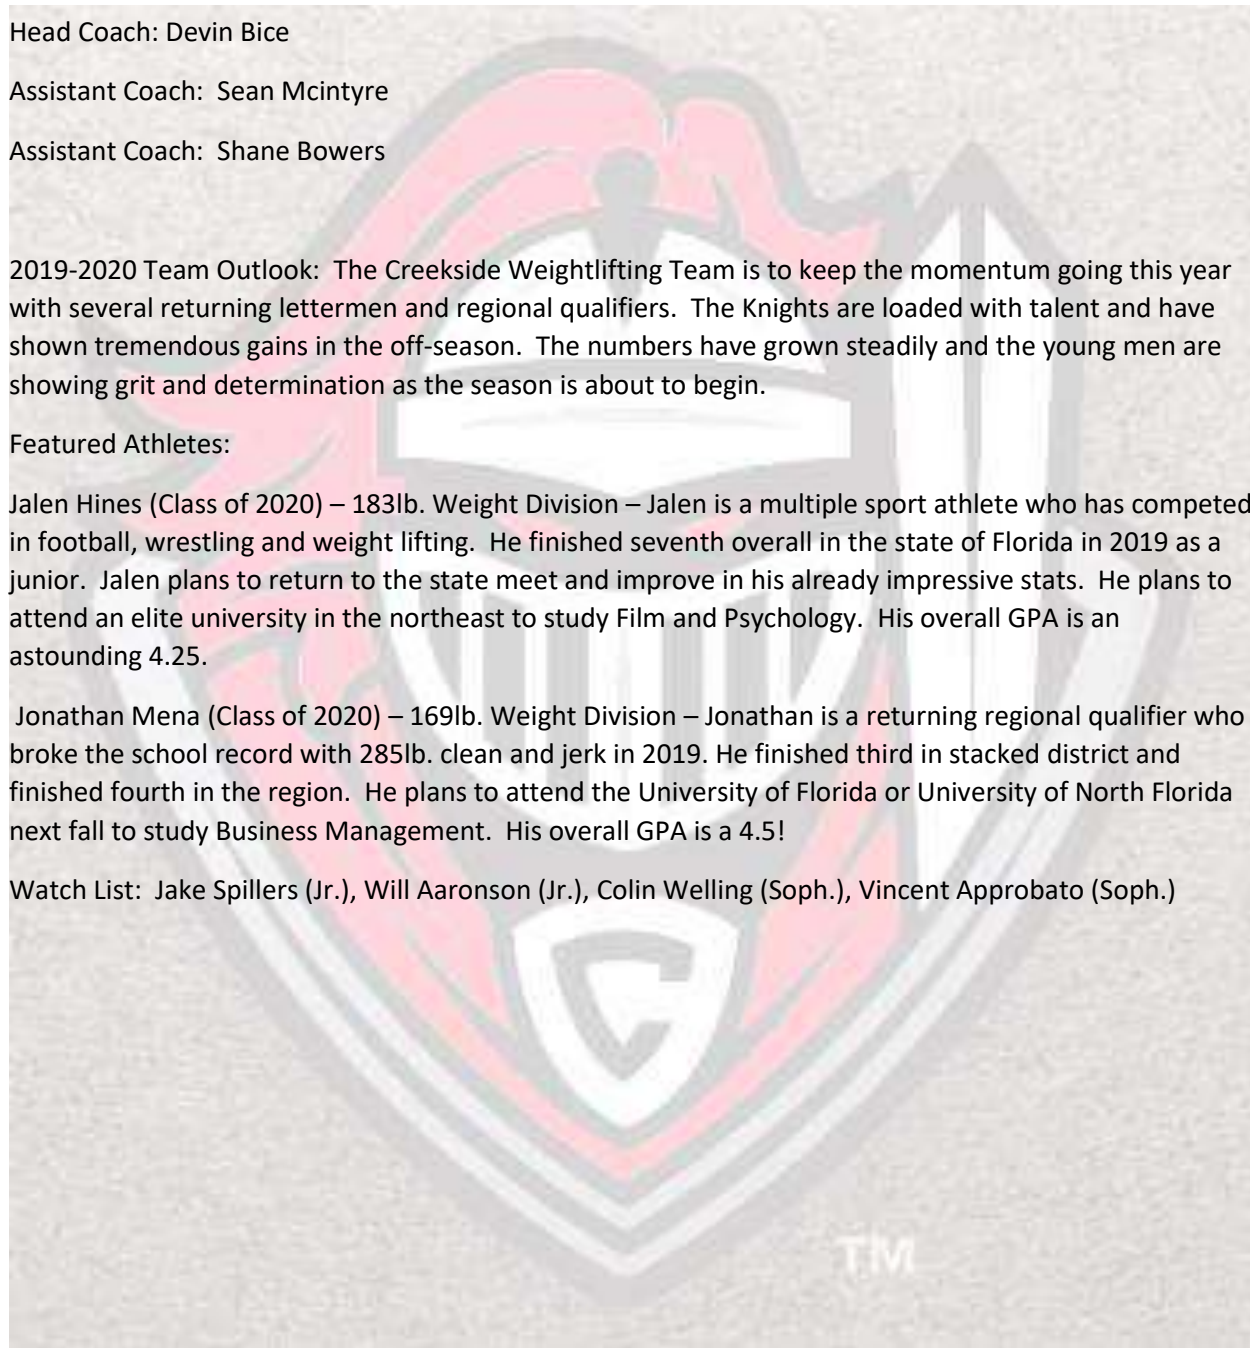 Head Coach: Devin Bice
Assistant Coach:  Sean Mcintyre
Assistant Coach:  Shane Bowers
2019-2020 Team Outlook:  The Creekside Weightlifting Team is to keep the momentum going this year
with several returning lettermen and regional qualifiers.  The Knights are loaded with talent and have
shown tremendous gains in the off-season.  The numbers have grown steadily and the young men are
showing grit and determination as the season is about to begin.
Featured Athletes:
Jalen Hines (Class of 2020) – 183lb. Weight Division – Jalen is a multiple sport athlete who has competed
in football, wrestling and weight lifting.  He finished seventh overall in the state of Florida in 2019 as a
junior.  Jalen plans to return to the state meet and improve in his already impressive stats.  He plans to
attend an elite university in the northeast to study Film and Psychology.  His overall GPA is an
astounding 4.25.
Jonathan Mena (Class of 2020) – 169lb. Weight Division – Jonathan is a returning regional qualifier who
broke the school record with 285lb. clean and jerk in 2019. He finished third in stacked district and
finished fourth in the region.  He plans to attend the University of Florida or University of North Florida
next fall to study Business Management.  His overall GPA is a 4.5!
Watch List:  Jake Spillers (Jr.), Will Aaronson (Jr.), Colin Welling (Soph.), Vincent Approbato (Soph.)
C
TM